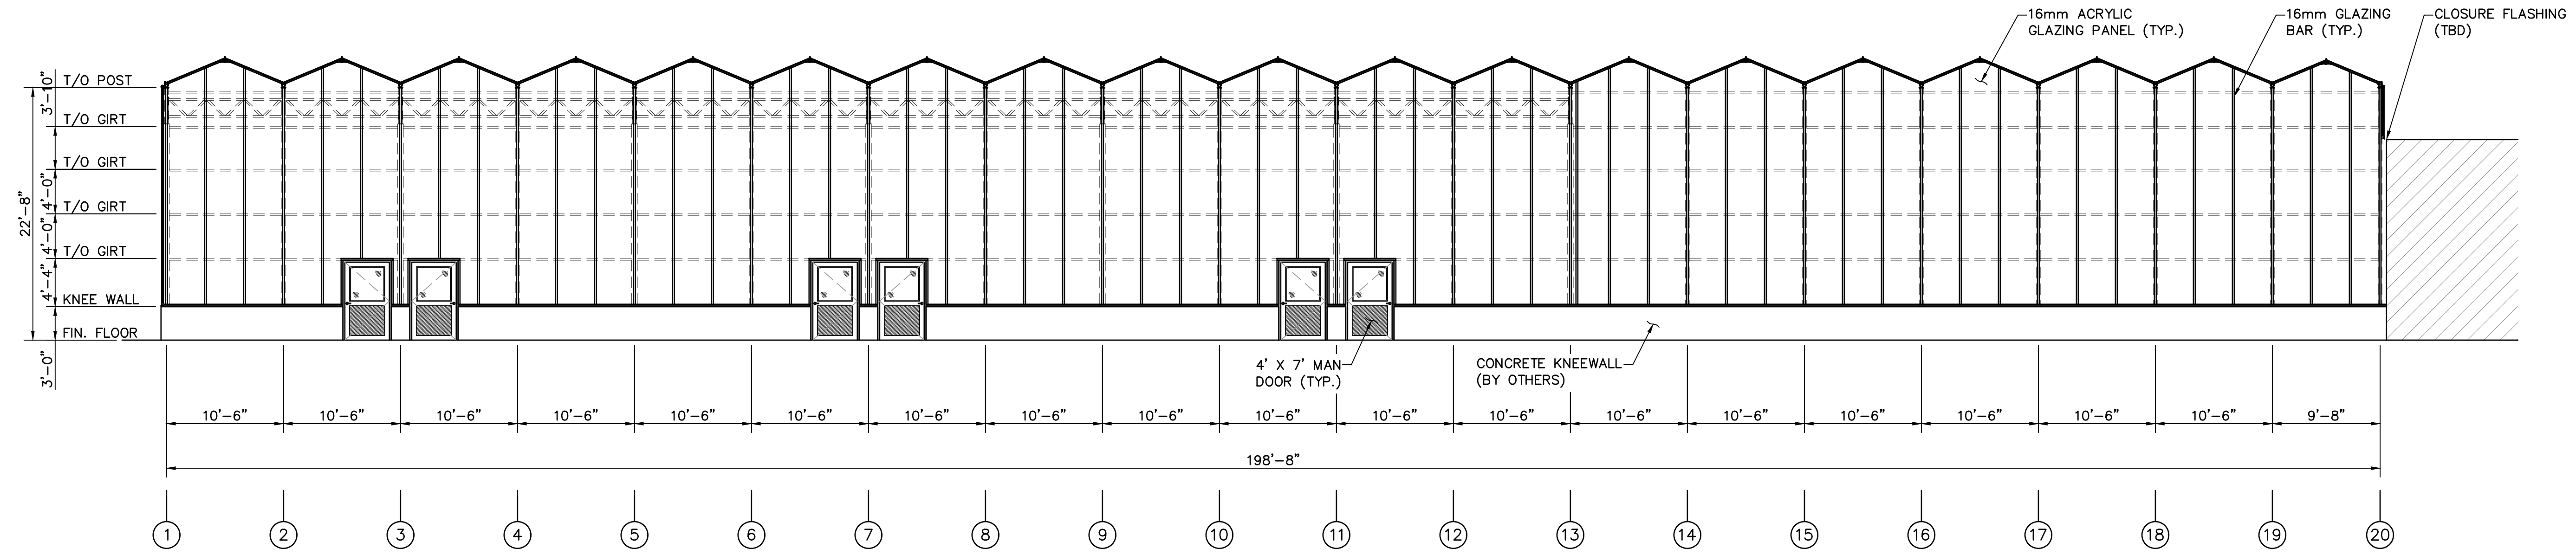 16mm ACRYLIC
GLAZING PANEL (TYP.)
16mm GLAZING
BAR (TYP.)
CLOSURE FLASHING
(TBD)
T/O POST
3'-10"
T/O GIRT
T/O GIRT
4'-0"
T/O GIRT
22'-8"
4'-0"
T/O GIRT
4'-4"
KNEE WALL
FIN. FLOOR
3'-0"
4' X 7' MAN
DOOR (TYP.)
CONCRETE KNEEWALL
(BY OTHERS)
10'-6" 10'-6" 10'-6" 10'-6" 10'-6" 10'-6" 10'-6" 10'-6" 10'-6" 10'-6" 10'-6" 10'-6" 10'-6" 10'-6" 10'-6" 10'-6" 10'-6" 10'-6" 9'-8"
198'-8"
1 2 3 4 5 6 7 8 9 10 11 12 13 14 15 16 17 18 19 20